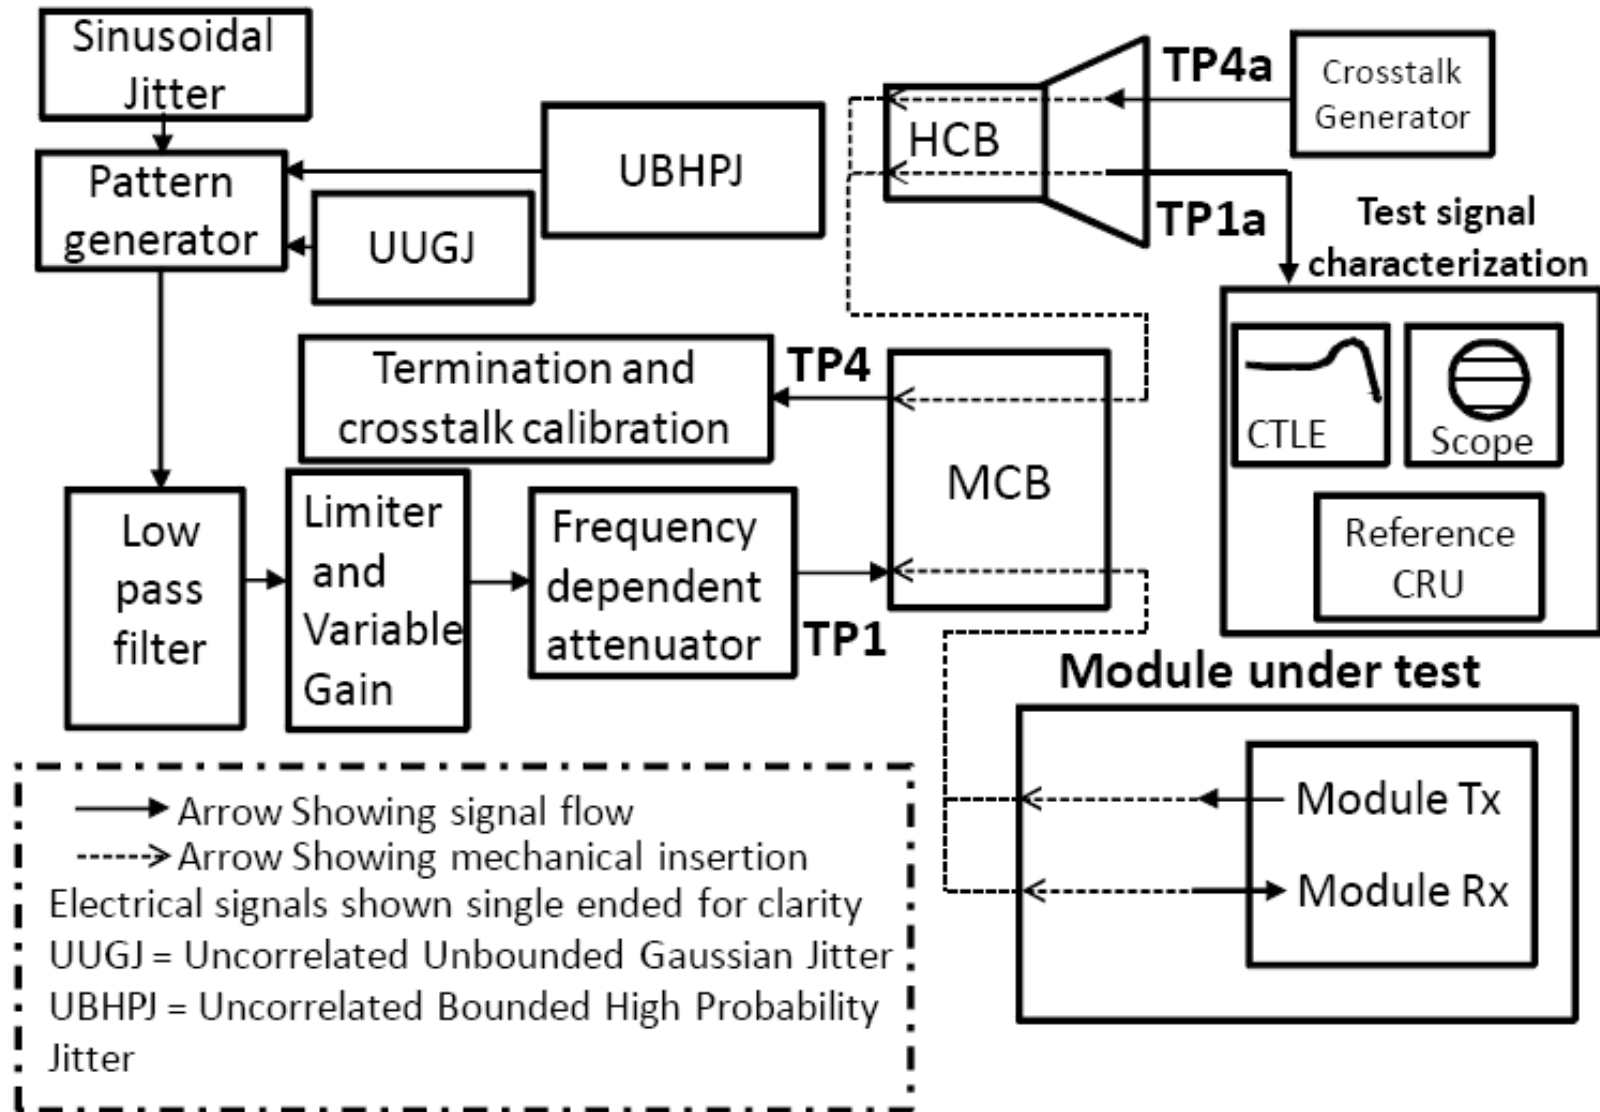 Sinusoidal
Jitter
Pattern
generator
UBHPJ
UUGJ
HCB
TP4a
Crosstalk
Generator
TP1a
Test signal
characterization
Termination and
crosstalk calibration
TP4
MCB
CTLE
Scope
Reference
CRU
Low
pass
filter
Limiter
and
Variable
Gain
Frequency
dependent
attenuator
TP1
Module under test
Module Tx
Module Rx
Arrow Showing signal flow
Arrow Showing mechanical insertion
Electrical signals shown single ended for clarity
UUGJ = Uncorrelated Unbounded Gaussian Jitter
UBHPJ = Uncorrelated Bounded High Probability
Jitter